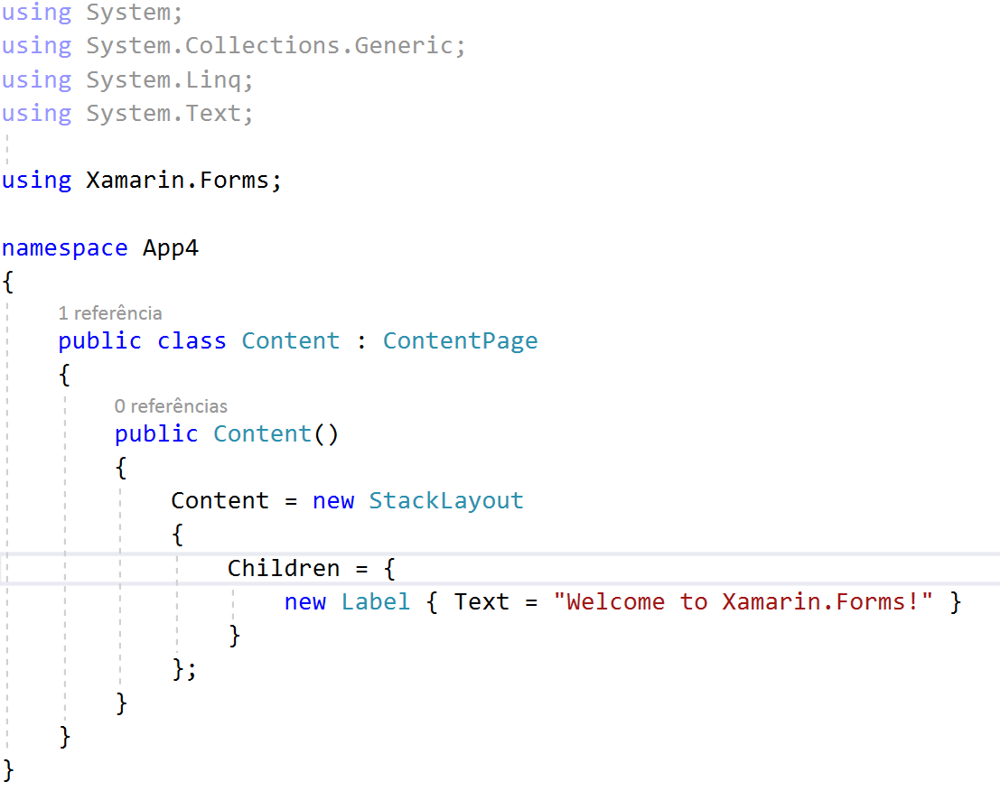 using System;
using System.Collections.Generic;
using System.Linq;
using System.Text;
using Xamarin.Forms;
namespace App4
{
1 referência
public class Content : ContentPage
{
0 referências
public Content()
{
Content = new StackLayout
{
Children = {
new Label { Text = "Welcome to Xamarin.Forms!" }
}
};
}
}
}